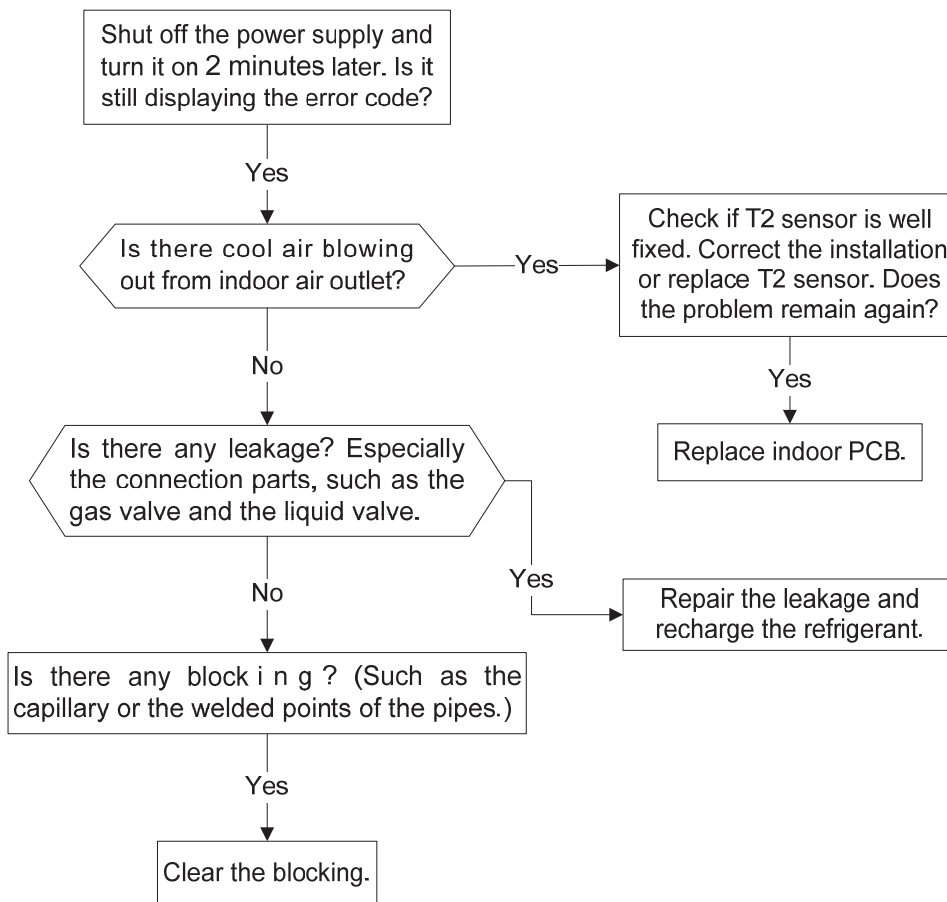 Shut off the power supply and
turn it on 2 minutes later. Is it
still displaying the error code?
Yes
Is there cool air blowing
out from indoor air outlet?
Yes
Check if T2 sensor is well
fixed. Correct the installation
or replace T2 sensor. Does
the problem remain again?
Yes
Replace indoor PCB.
No
Is there any leakage? Especially
the connection parts, such as the
gas valve and the liquid valve.
Yes
Repair the leakage and
recharge the refrigerant.
No
Is there any block i n g ? (Such as the
capillary or the welded points of the pipes.)
Yes
Clear the blocking.